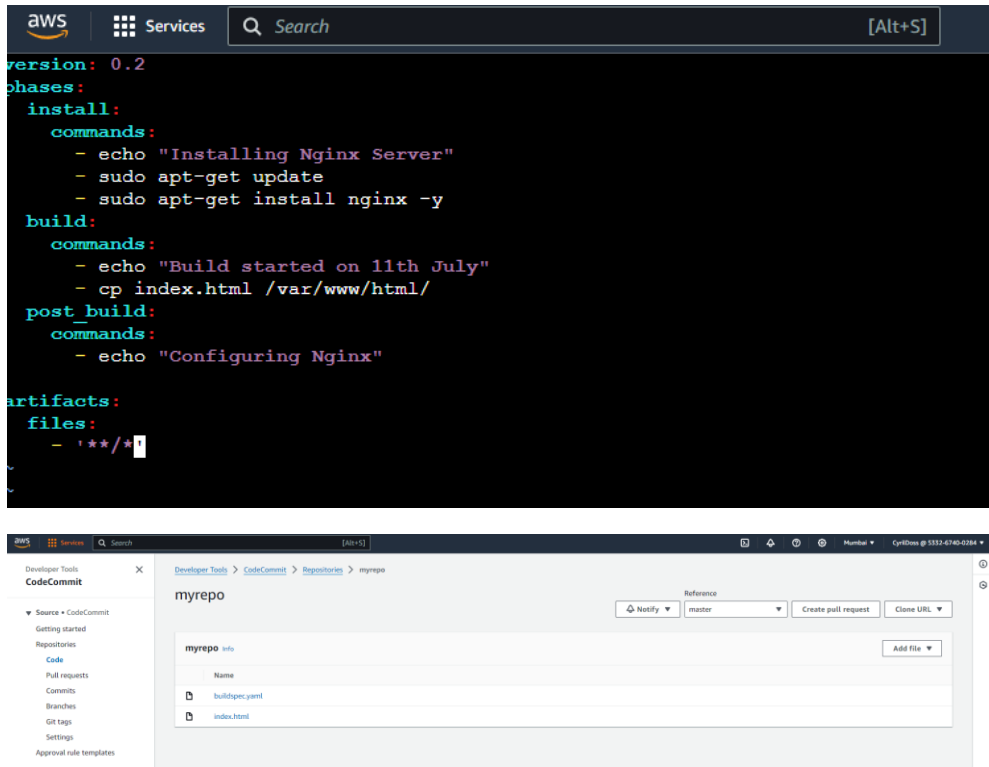 aws Services Search [Alt+S]
version: 0.2
phases:
install:
commands:
- echo "Installing Nginx Server"
- sudo apt-get update
- sudo apt-get install nginx -y
build:
commands:
- echo "Build started on 11th July"
- cp index.html /var/www/html/
post_build:
commands:
- echo "Configuring Nginx"
artifacts:
files:
- '**/*'
~
~
aws Services Search [Alt+S] Mumbai CyrilDoss @ 5332-6740-0284
Developer Tools
CodeCommit
Source • CodeCommit
Getting started
Repositories
Code
Pull requests
Commits
Branches
Git tags
Settings
Approval rule templates
Developer Tools > CodeCommit > Repositories > myrepo
myrepo
Reference
Notify master Create pull request Clone URL
myrepo Info Add file
Name
buildspec.yaml
index.html